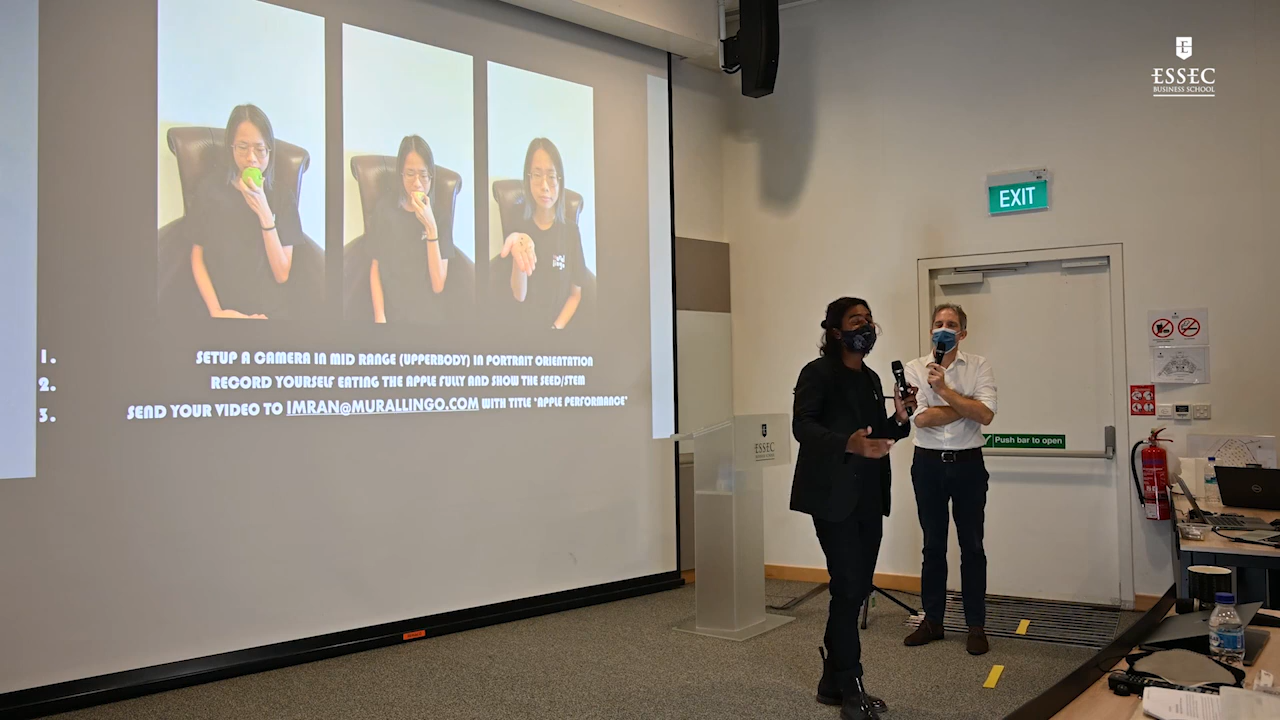 ESSEC
BUSINESS SCHOOL
EXIT
1. SETUP A CAMERA IN MID RANGE (UPPERBODY) IN PORTRAIT ORIENTATION
2. RECORD YOURSELF EATING THE APPLE FULLY AND SHOW THE SEED/STEM
3. SEND YOUR VIDEO TO IMRAN@MURALLINGO.COM WITH TITLE 'APPLE PERFORMANCE'
ESSEC
Push bar to open